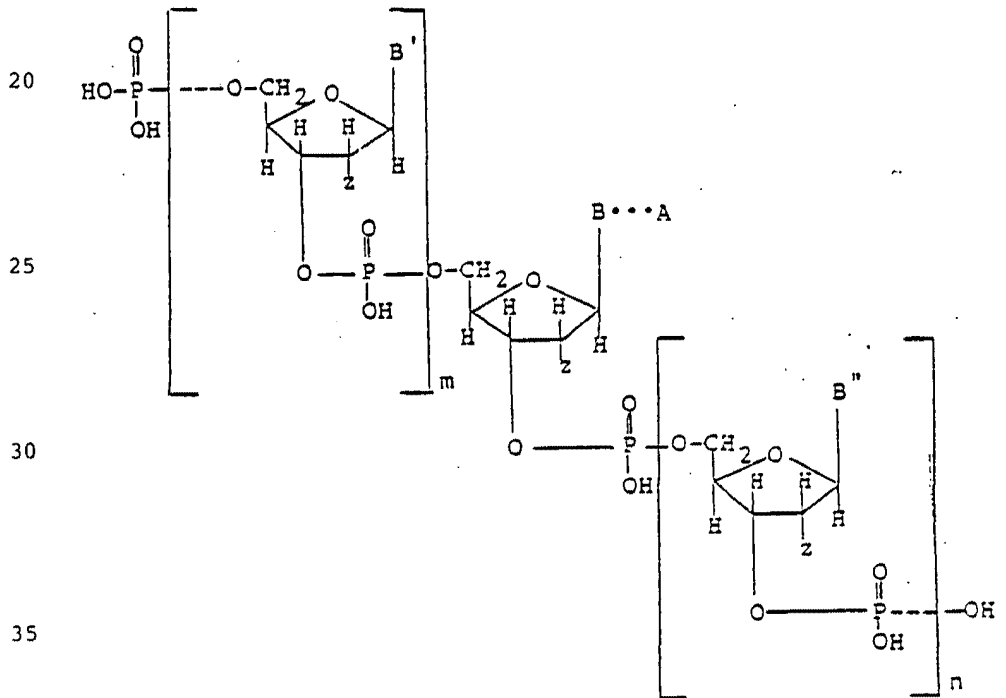 O
B'
20 HO-P-----O-CH2 O
OH H H
H z H
O B•••A
25 O-P-O-CH2 O
OH H H
H z H
m
O B"
30 O-P-O-CH2 O
OH H H
H z H
O
O-P-----OH
35 OH
n